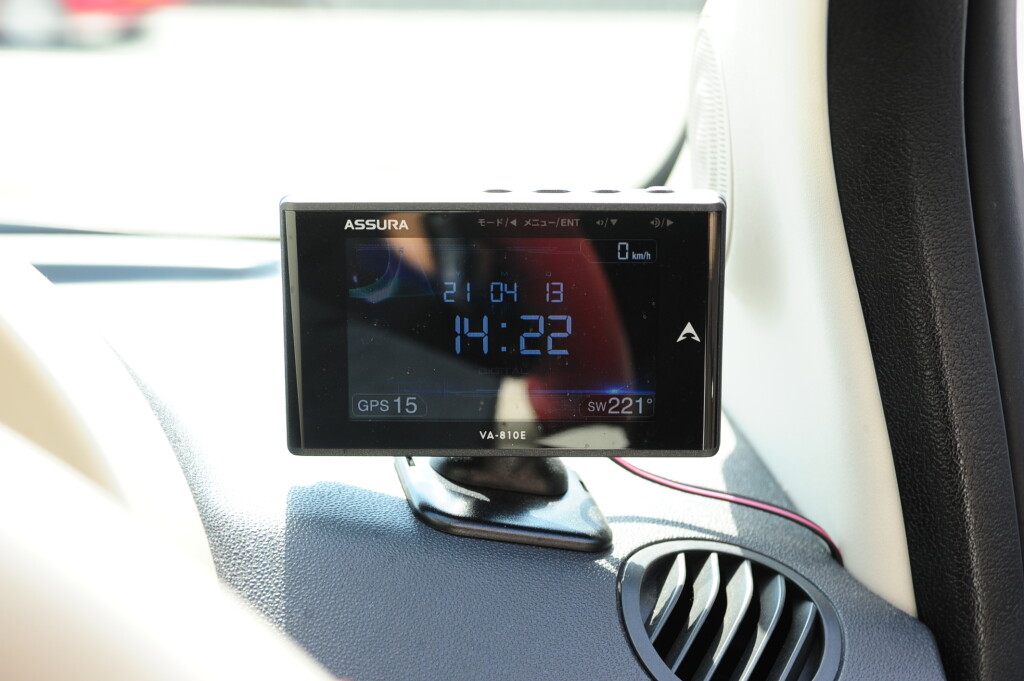 ASSURA モード/◀ メニュー/ENT /▼ /▶
0 km/h
21 04 13
14:22
GPS 15 SW 221°
VA-810E